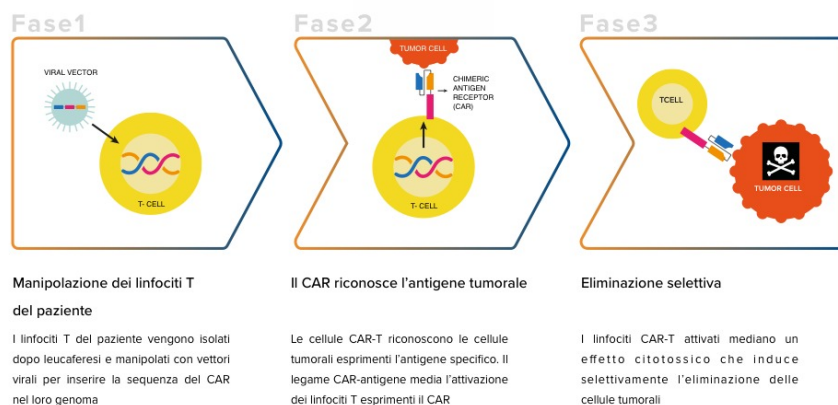 Fase1
VIRAL VECTOR
T- CELL
Manipolazione dei linfociti T
del paziente
I linfociti T del paziente vengono isolati
dopo leucaferesi e manipolati con vettori
virali per inserire la sequenza del CAR
nel loro genoma
Fase2
TUMOR CELL
CHIMERIC
ANTIGEN
RECEPTOR
(CAR)
T- CELL
Il CAR riconosce l’antigene tumorale
Le cellule CAR-T riconoscono le cellule
tumorali esprimenti l’antigene specifico. Il
legame CAR-antigene media l’attivazione
dei linfociti T esprimenti il CAR
Fase3
TCELL
TUMOR CELL
Eliminazione selettiva
I linfociti CAR-T attivati mediano un
effetto citotossico che induce
selettivamente l’eliminazione delle
cellule tumorali